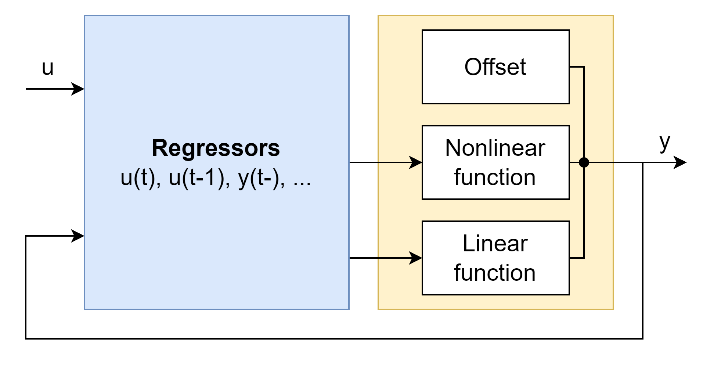 u
Regressors
u(t), u(t-1), y(t-), ...
Offset
Nonlinear
function
Linear
function
y